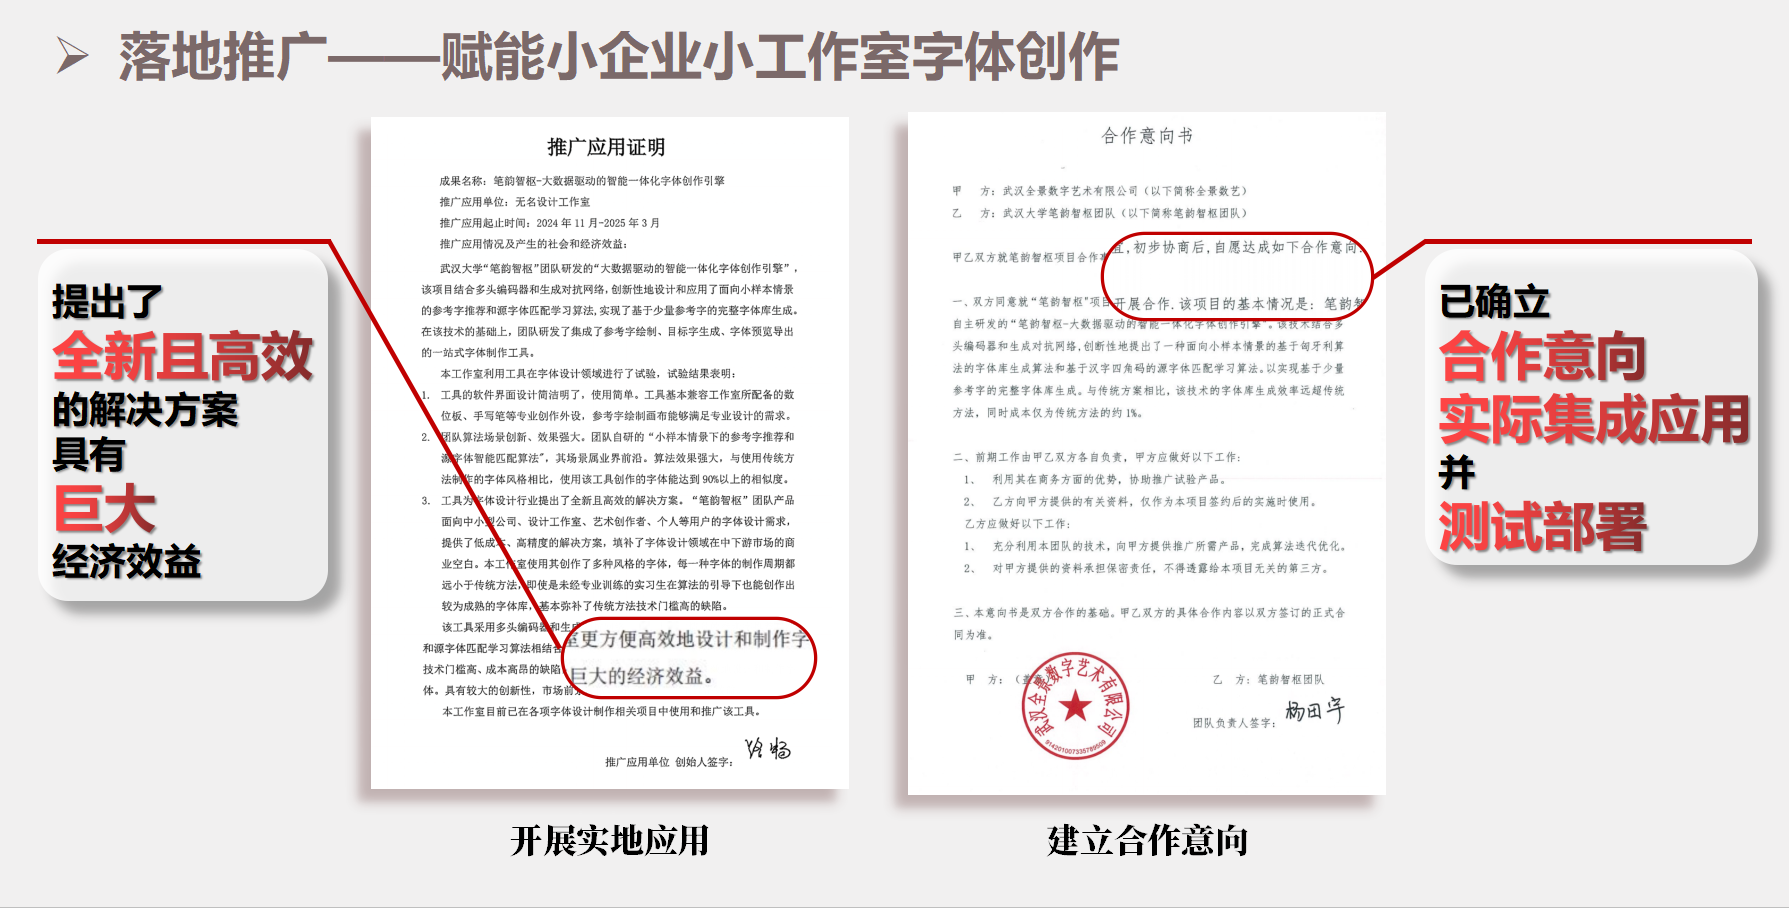 落地推广——赋能小企业小工作室字体创作
提出了
全新且高效
的解决方案
具有
巨大
经济效益
推广应用证明
成果名称：笔韵智枢-大数据驱动的智能一体化字体创作引擎
推广应用单位：无名设计工作室
推广应用起止时间：2024 年 11 月-2025 年 3 月
推广应用情况及产生的社会和经济效益：
武汉大学“笔韵智枢”团队研发的“大数据驱动的智能一体化字体创作引擎”，
该项目结合多头编码器和生成对抗网络，创新性地设计和应用了面向小样本情景
的参考字推荐和源字体匹配学习算法，实现了基于少量参考字的完整字体库生成。
在该技术的基础上，团队研发了集成了参考字绘制、目标字生成、字体预览导出
的一站式字体制作工具。
本工作室利用工具在字体设计领域进行了试验，试验结果表明：
1. 工具的软件界面设计简洁明了，使用简单。工具基本兼容工作室所配备的数
位板、手写笔等专业创作外设，参考字绘制画布能够满足专业设计的需求。
2. 团队算法场景创新、效果强大。团队自研的“小样本情景下的参考字推荐和
源字体智能匹配算法”，其场景属业界前沿。算法效果强大，与使用传统方
法制作的字体风格相比，使用该工具创作的字体能达到 90%以上的相似度。
3. 工具为字体设计行业提出了全新且高效的解决方案。“笔韵智枢”团队产品
面向中小型公司、设计工作室、艺术创作者、个人等用户的字体设计需求，
提供了低成本、高精度的解决方案，填补了字体设计领域在中下游市场的商
业空白。本工作室使用其创作了多种风格的字体，每一种字体的制作周期都
远小于传统方法，即使是未经专业训练的实习生在算法的引导下也能创作出
较为成熟的字体库，基本弥补了传统方法技术门槛高的缺陷。
该工具采用多头编码器和生成
和源字体匹配学习算法相结合
技术门槛高、成本高昂的缺陷
体。具有较大的创新性，市场前景
室更方便高效地设计和制作字
巨大的经济效益。
本工作室目前已在各项字体设计制作相关项目中使用和推广该工具。
推广应用单位 创始人签字：
开展实地应用
合作意向书
甲 方：武汉全景数字艺术有限公司（以下简称全景数艺）
乙 方：武汉大学笔韵智枢团队（以下简称笔韵智枢团队）
甲乙双方就笔韵智枢项目合作事
宜，初步协商后，自愿达成如下合作意向：
一、双方同意就“笔韵智枢”项目
开展合作．该项目的基本情况是：笔韵智
自主研发的“笔韵智枢-大数据驱动的智能一体化字体创作引擎”。该技术结合多
头编码器和生成对抗网络，创断性地提出了一种面向小样本情景的基于匈牙利算
法的字体库生成算法和基于汉字四角码的源字体匹配学习算法。以实现基于少量
参考字的完整字体库生成。与传统方案相比，该技术的字体库生成效率远超传统
方法，同时成本仅为传统方法的约 1%。
二、前期工作由甲乙双方各自负责，甲方应做好以下工作：
1、 利用其在商务方面的优势，协助推广试验产品。
2、 乙方向甲方提供的有关资料，仅作为本项目签约后的实施时使用。
乙方应做好以下工作：
1、 充分利用本团队的技术，向甲方提供推广所需产品，完成算法迭代优化。
2、 对甲方提供的资料承担保密责任，不得透露给本项目无关的第三方。
三、本意向书是双方合作的基础。甲乙双方的具体合作内容以双方签订的正式合
同为准。
甲 方：（盖章）
武汉全景数字艺术有限公司
乙 方：笔韵智枢团队
团队负责人签字：
杨田宇
建立合作意向
已确立
合作意向
实际集成应用
并
测试部署